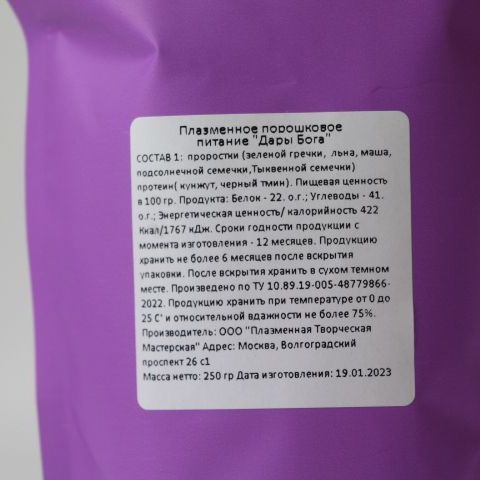 Плазменное порошковое
питание "Дары Бога"
СОСТАВ 1: проростки (зеленой гречки, льна, маша,
подсолнечной семечки,Тыквенной семечки)
протеин( кунжут, черный тмин). Пищевая ценность
в 100 гр. Продукта: Белок - 22. о.г.; Углеводы - 41.
о.г.; Энергетическая ценность/ калорийность 422
Ккал/1767 кДж. Сроки годности продукции с
момента изготовления - 12 месяцев. Продукцию
хранить не более 6 месяцев после вскрытия
упаковки. После вскрытия хранить в сухом темном
месте. Произведено по ТУ 10.89.19-005-48779866-
2022. Продукцию хранить при температуре от 0 до
25 С˚ и относительной влажности не более 75%.
Производитель: ООО "Плазменная Творческая
Мастерская" Адрес: Москва, Волгоградский
проспект 26 с1
Масса нетто: 250 гр Дата изготовления: 19.01.2023